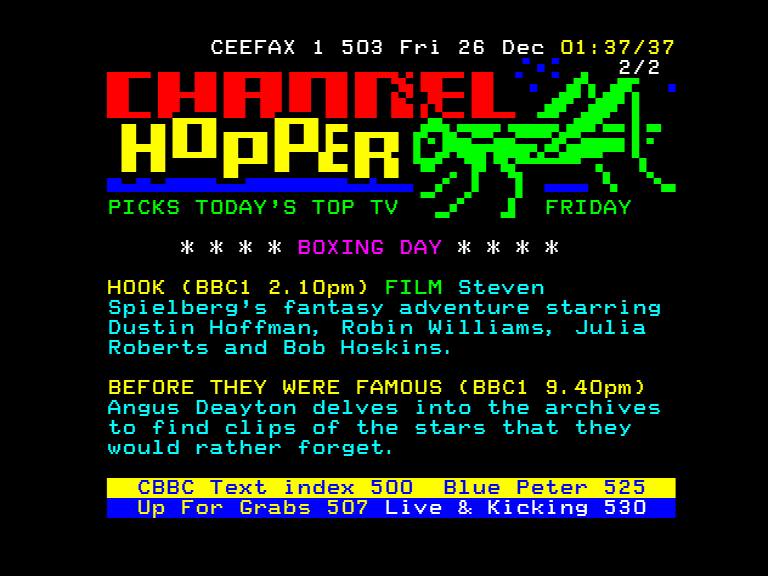 CEEFAX 1 503 Fri 26 Dec 01:37/37
2/2
CHANNEL
HOPPER
PICKS TODAY'S TOP TV FRIDAY
* * * * BOXING DAY * * * *
HOOK (BBC1 2.10pm) FILM Steven
Spielberg's fantasy adventure starring
Dustin Hoffman, Robin Williams, Julia
Roberts and Bob Hoskins.
BEFORE THEY WERE FAMOUS (BBC1 9.40pm)
Angus Deayton delves into the archives
to find clips of the stars that they
would rather forget.
CBBC Text index 500 Blue Peter 525
Up For Grabs 507 Live & Kicking 530